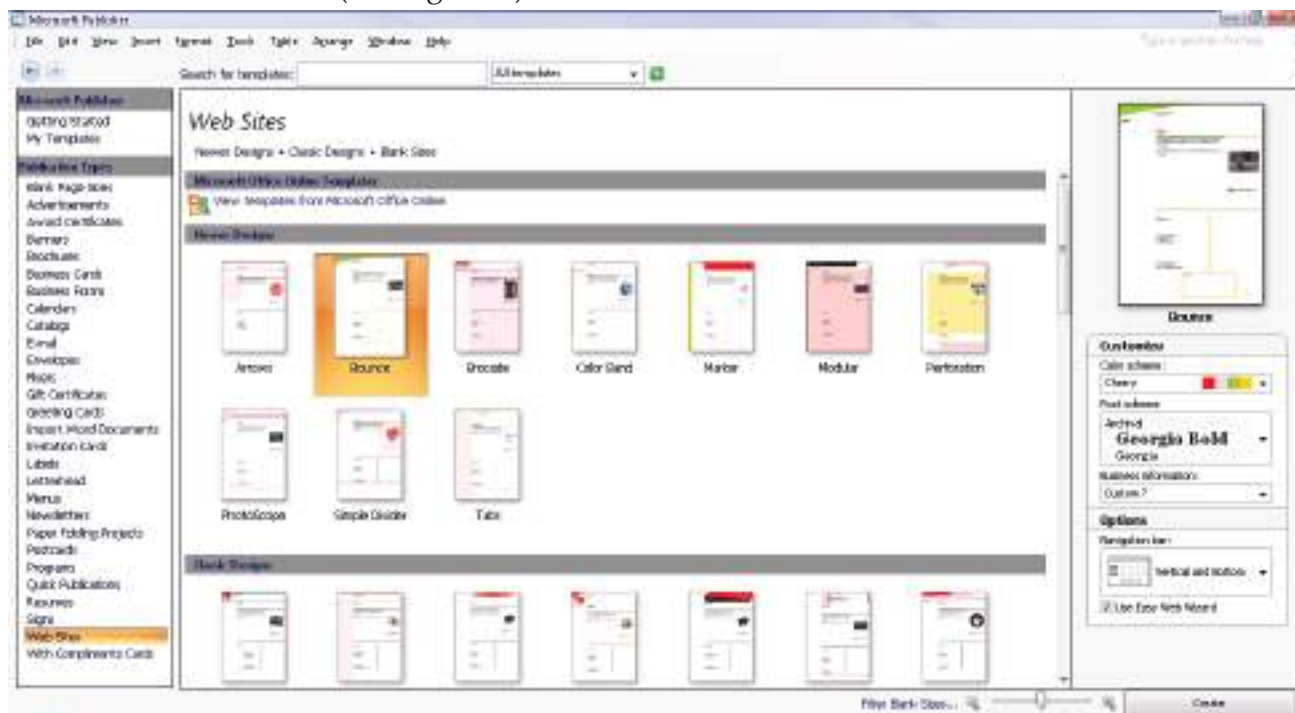 Microsoft Publisher
File Edit View Insert Format Tools Table Arrange Window Help
Search for templates: All templates
Microsoft Publisher
Getting Started
My Templates
Publication Types
Blank Page Sizes
Advertisements
Award Certificates
Banners
Brochures
Business Cards
Business Forms
Calendars
Catalogs
E-mail
Envelopes
Flyers
Gift Certificates
Greeting Cards
Import Word Documents
Invitation Cards
Labels
Letterhead
Menus
Newsletters
Paper Folding Projects
Postcards
Programs
Quick Publications
Resumes
Signs
Web Sites
With Compliments Cards
Web Sites
Newer Designs • Classic Designs • Blank Sizes
Microsoft Office Online Templates
View templates from Microsoft Office Online
Newer Designs
Arrows Bounce Brocade Color Band Marker Modular Perforation
PhotoScope Simple Divider Tabs
Classic Designs
Bounce
Customize
Color scheme:
Cherry
Font scheme:
Archival
Georgia Bold
Georgia
Business information:
Custom 7
Options
Navigation bar:
Vertical and Bottom
Use Easy Web Wizard
Filter Blank Sizes...
Create